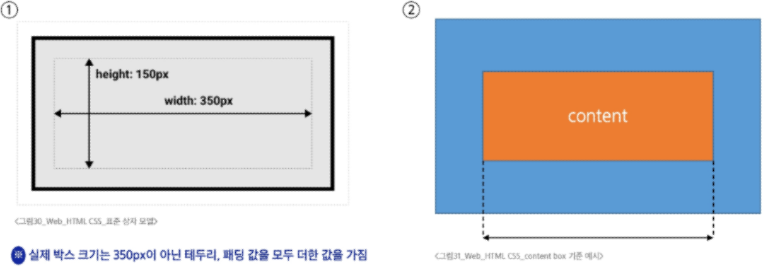 ①
height: 150px
width: 350px
<그림30_Web_HTML CSS_표준 상자 모델>
※ 실제 박스 크기는 350px이 아닌 테두리, 패딩 값을 모두 더한 값을 가짐
②
content
<그림31_Web_HTML CSS_content box 기준 예시>